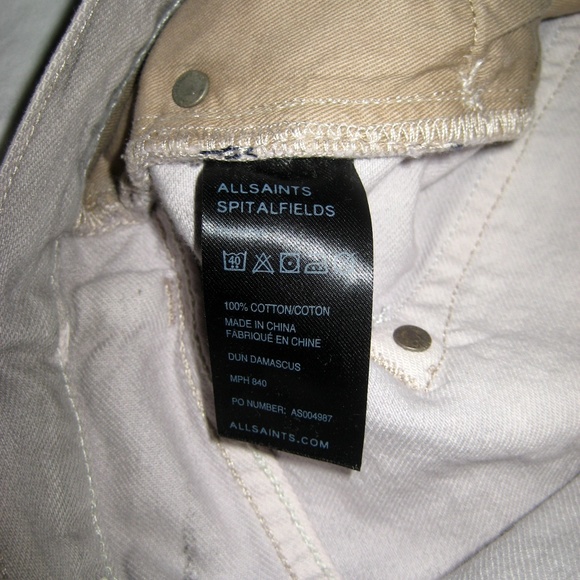 ALLSAINTS
SPITALFIELDS
40
100% COTTON/COTON
MADE IN CHINA
FABRIQUÉ EN CHINE
DUN DAMASCUS
MPH 840
PO NUMBER: AS004987
ALLSAINTS.COM